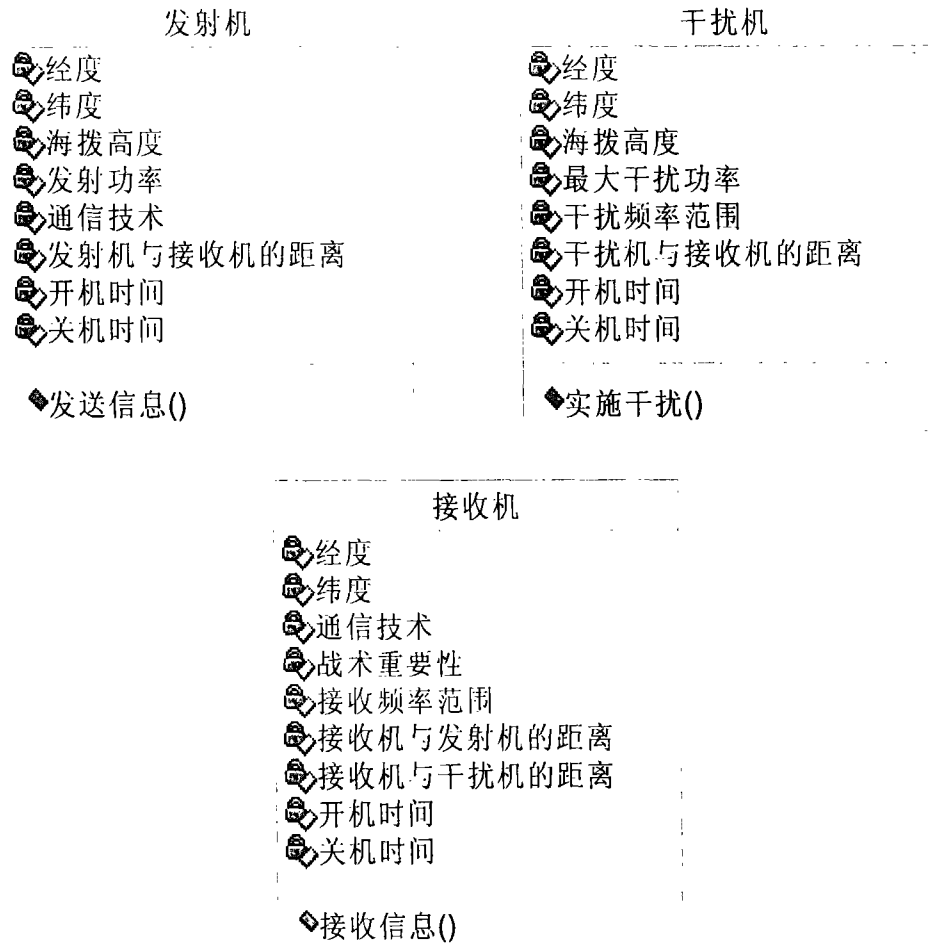 发射机
经度
纬度
海拨高度
发射功率
通信技术
发射机与接收机的距离
开机时间
关机时间
发送信息()
干扰机
经度
纬度
海拨高度
最大干扰功率
干扰频率范围
干扰机与接收机的距离
开机时间
关机时间
实施干扰()
接收机
经度
纬度
通信技术
战术重要性
接收频率范围
接收机与发射机的距离
接收机与干扰机的距离
开机时间
关机时间
接收信息()